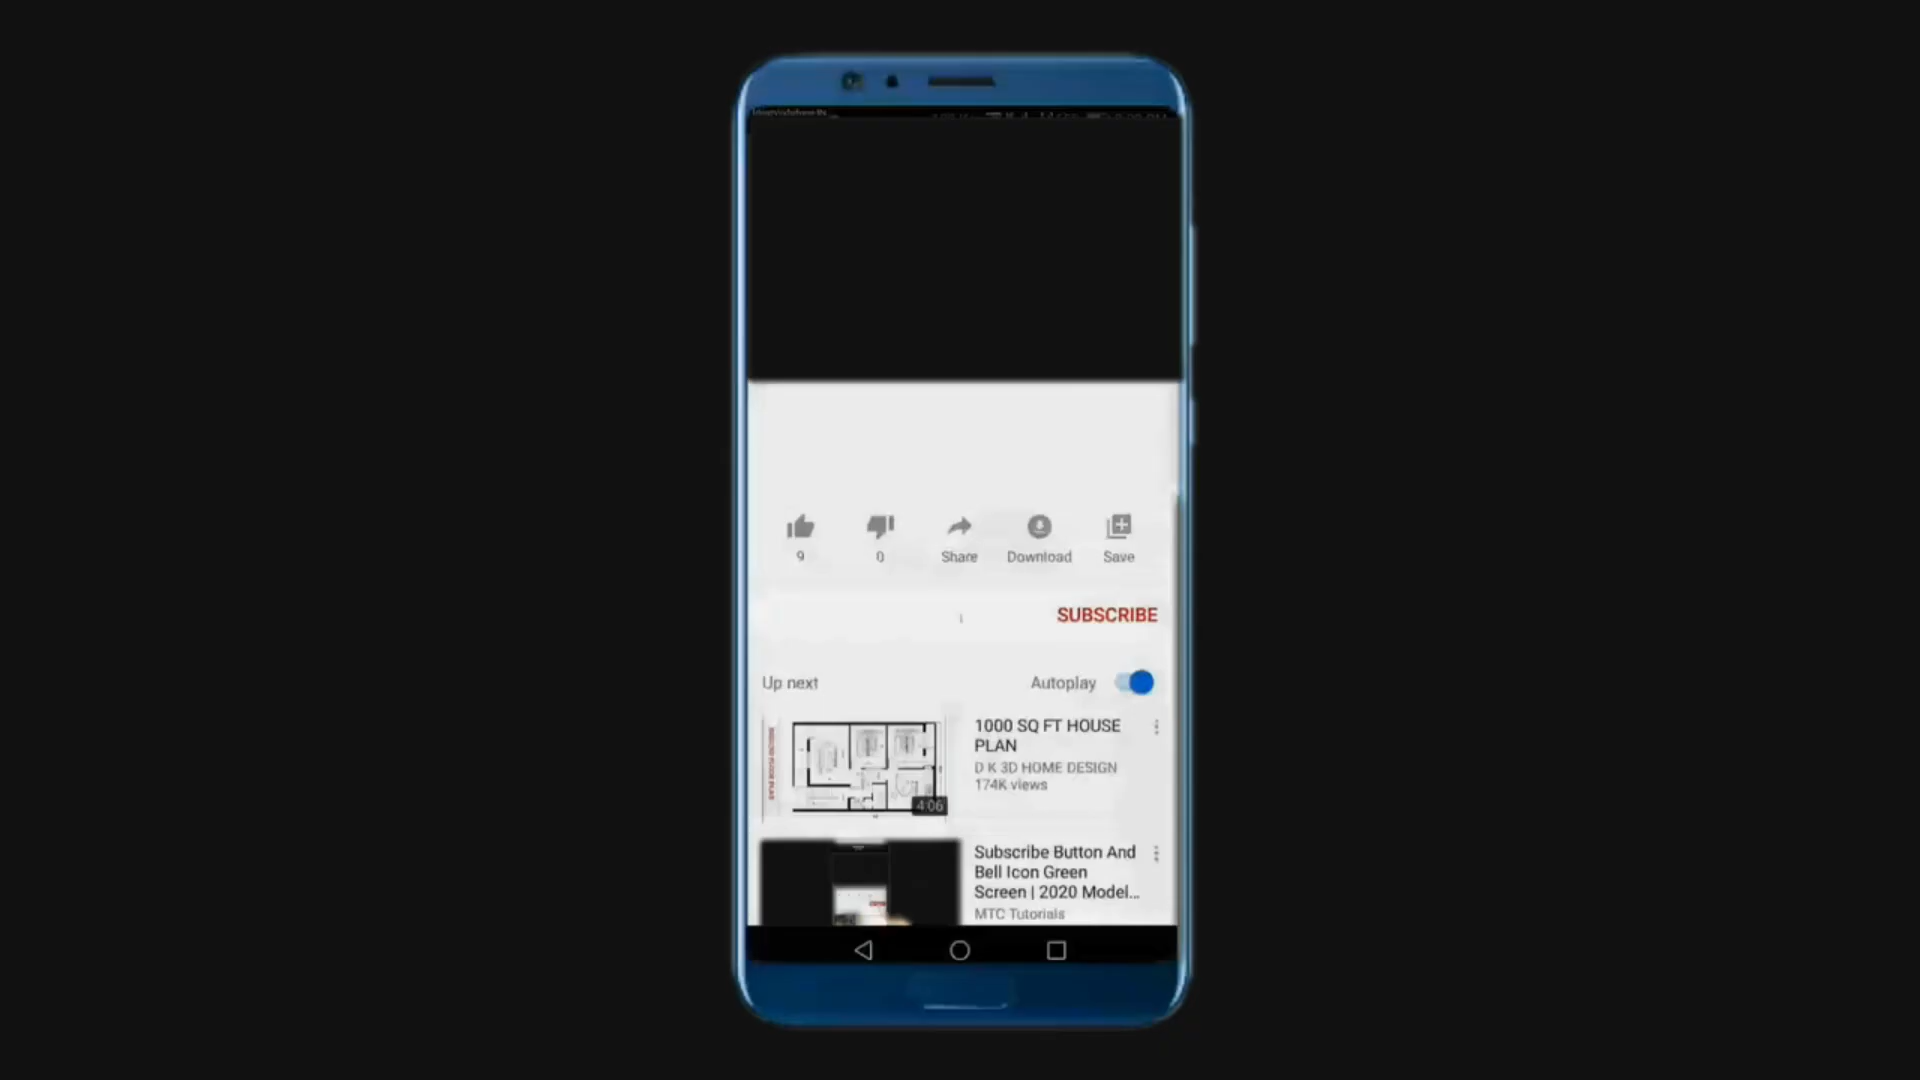 9
0
Share
Download
Save
SUBSCRIBE
Up next
Autoplay
1000 SQ FT HOUSE
PLAN
D K 3D HOME DESIGN
174K views
4:06
Subscribe Button And
Bell Icon Green
Screen | 2020 Model...
MTC Tutorials